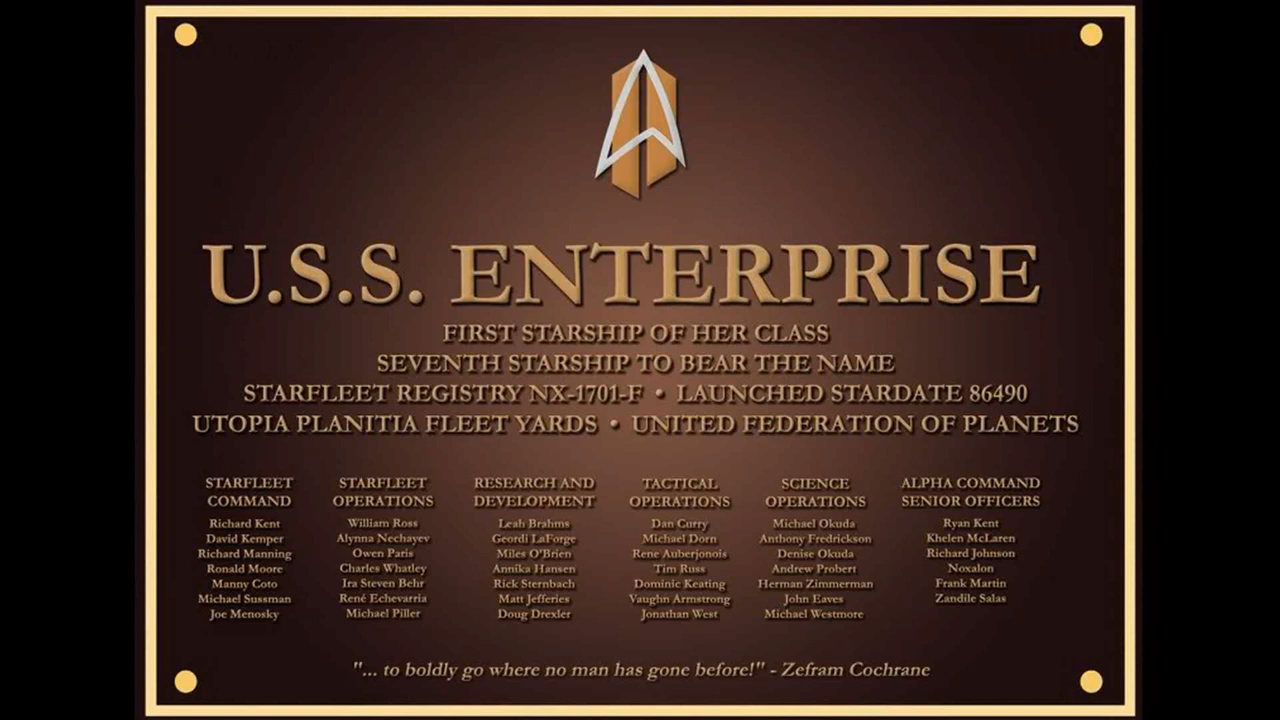 U.S.S. ENTERPRISE
FIRST STARSHIP OF HER CLASS
SEVENTH STARSHIP TO BEAR THE NAME
STARFLEET REGISTRY NX-1701-F • LAUNCHED STARDATE 86490
UTOPIA PLANITIA FLEET YARDS • UNITED FEDERATION OF PLANETS
STARFLEET
COMMAND
Richard Kent
David Kemper
Richard Manning
Ronald Moore
Manny Coto
Michael Sussman
Joe Menosky
STARFLEET
OPERATIONS
William Ross
Alynna Nechayev
Owen Paris
Charles Whatley
Ira Steven Behr
René Echevarria
Michael Piller
RESEARCH AND
DEVELOPMENT
Leah Brahms
Geordi LaForge
Miles O'Brien
Annika Hansen
Rick Sternbach
Matt Jefferies
Doug Drexler
TACTICAL
OPERATIONS
Dan Curry
Michael Dorn
Rene Auberjonois
Tim Russ
Dominic Keating
Vaughn Armstrong
Jonathan West
SCIENCE
OPERATIONS
Michael Okuda
Anthony Fredrickson
Denise Okuda
Andrew Probert
Herman Zimmerman
John Eaves
Michael Westmore
ALPHA COMMAND
SENIOR OFFICERS
Ryan Kent
Khelen McLaren
Richard Johnson
Noxalon
Frank Martin
Zandile Salas
"... to boldly go where no man has gone before!" - Zefram Cochrane